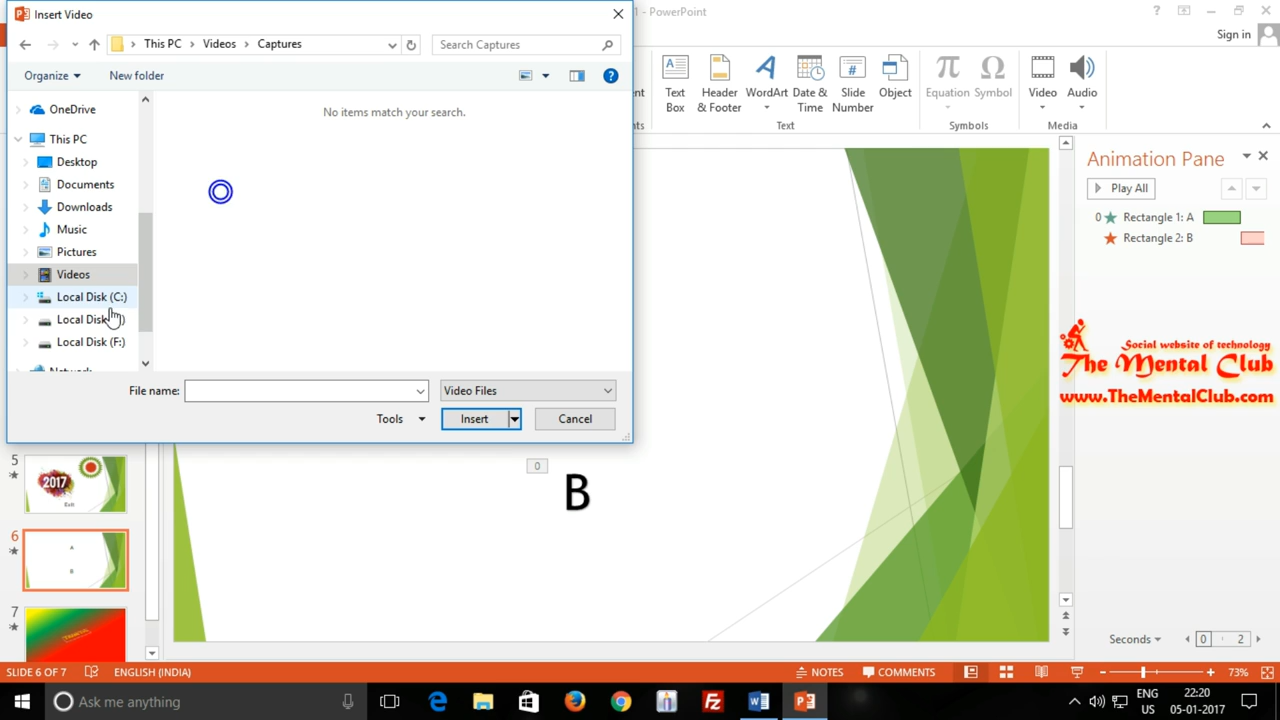 Insert Video
1 - PowerPoint
Sign in
This PC Videos Captures
Search Captures
Organize
New folder
No items match your search.
OneDrive
This PC
Desktop
Documents
Downloads
Music
Pictures
Videos
Local Disk (C:)
Local Disk
Local Disk (F:)
Network
File name:
Video Files
Tools
Insert
Cancel
Text Box
Header & Footer
WordArt
Date & Time
Slide Number
Object
Equation
Symbol
Video
Audio
Text
Symbols
Media
Animation Pane
Play All
0 Rectangle 1: A
Rectangle 2: B
Social website of technology
The Mental Club
www.TheMentalClub.com
0
B
5
2017
Exit
6
A
B
7
Seconds
0
2
SLIDE 6 OF 7
ENGLISH (INDIA)
NOTES
COMMENTS
73%
Ask me anything
ENG
US
22:20
05-01-2017